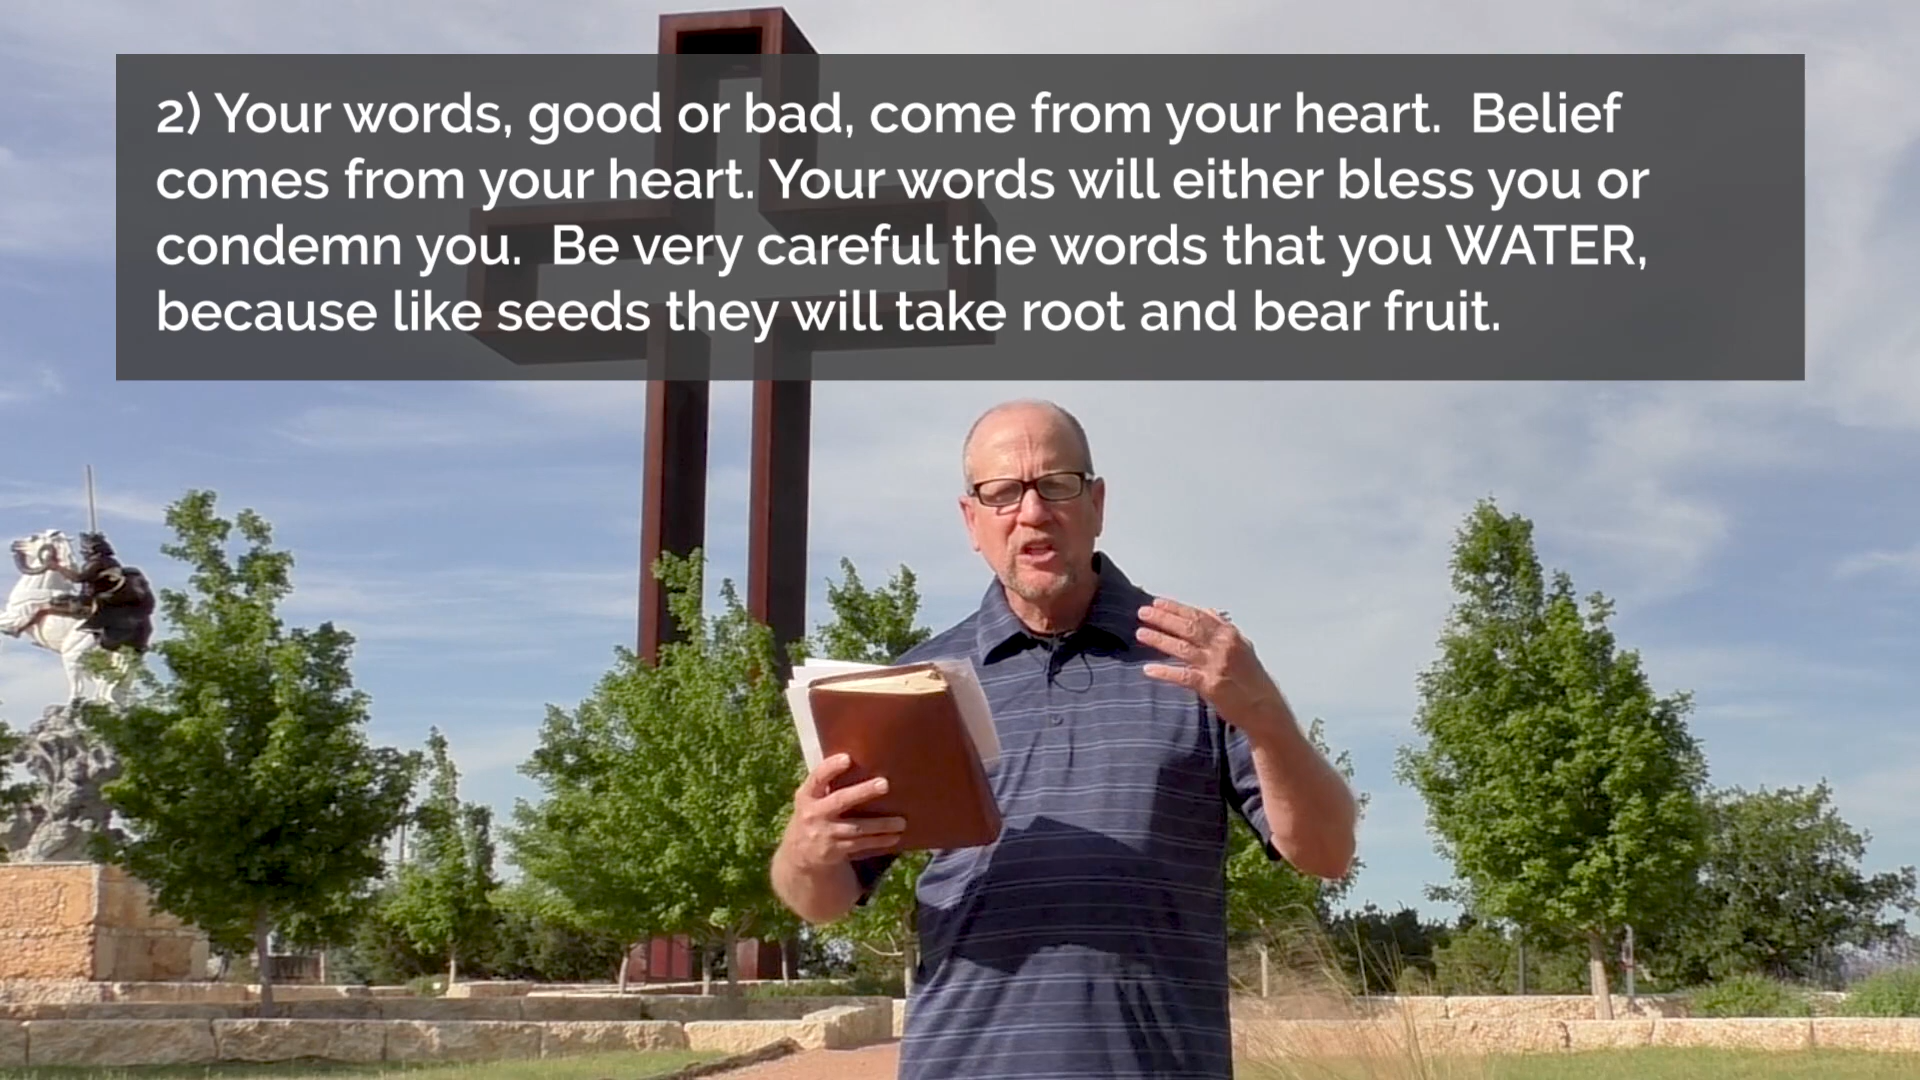 2) Your words, good or bad, come from your heart.  Belief
comes from your heart. Your words will either bless you or
condemn you.  Be very careful the words that you WATER,
because like seeds they will take root and bear fruit.